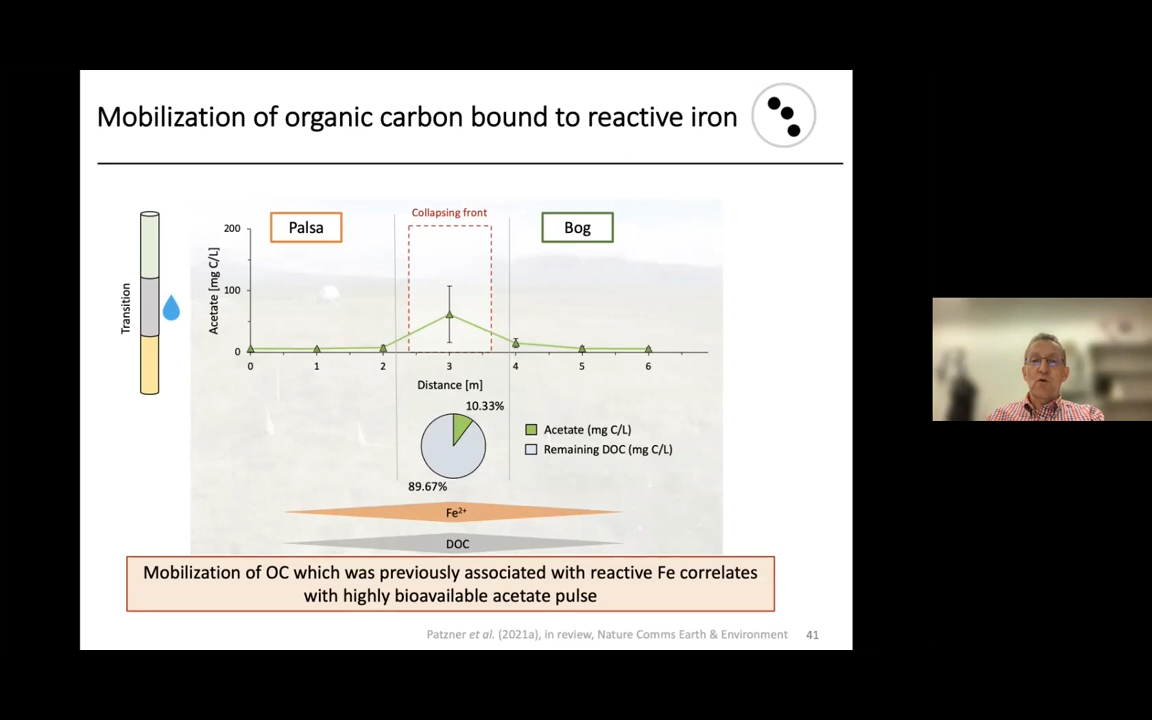 Mobilization of organic carbon bound to reactive iron
Transition
Palsa
Collapsing front
Bog
Acetate [mg C/L]
200
100
0
0 1 2 3 4 5 6
Distance [m]
10.33%
89.67%
Acetate (mg C/L)
Remaining DOC (mg C/L)
Fe²⁺
DOC
Mobilization of OC which was previously associated with reactive Fe correlates
with highly bioavailable acetate pulse
Patzner et al. (2021a), in review, Nature Comms Earth & Environment 41